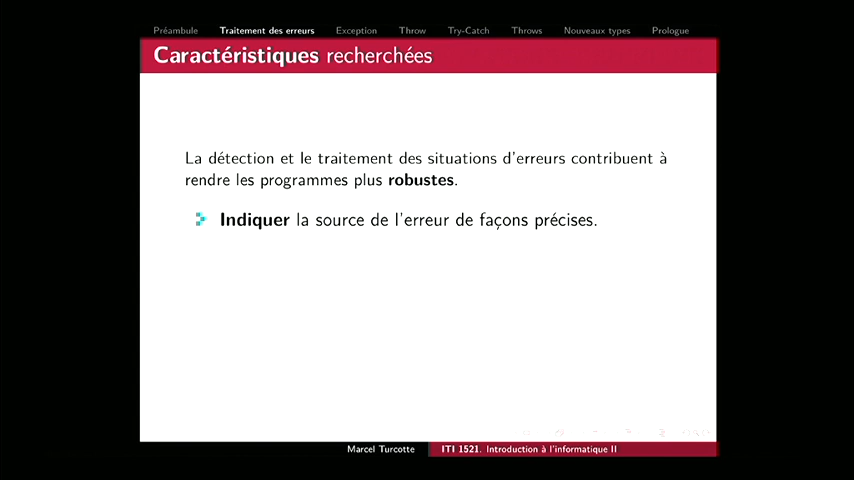 Préambule Traitement des erreurs Exception Throw Try-Catch Throws Nouveaux types Prologue
Caractéristiques recherchées
La détection et le traitement des situations d'erreurs contribuent à
rendre les programmes plus robustes.
Indiquer la source de l'erreur de façons précises.
Marcel Turcotte ITI 1521. Introduction à l'informatique II